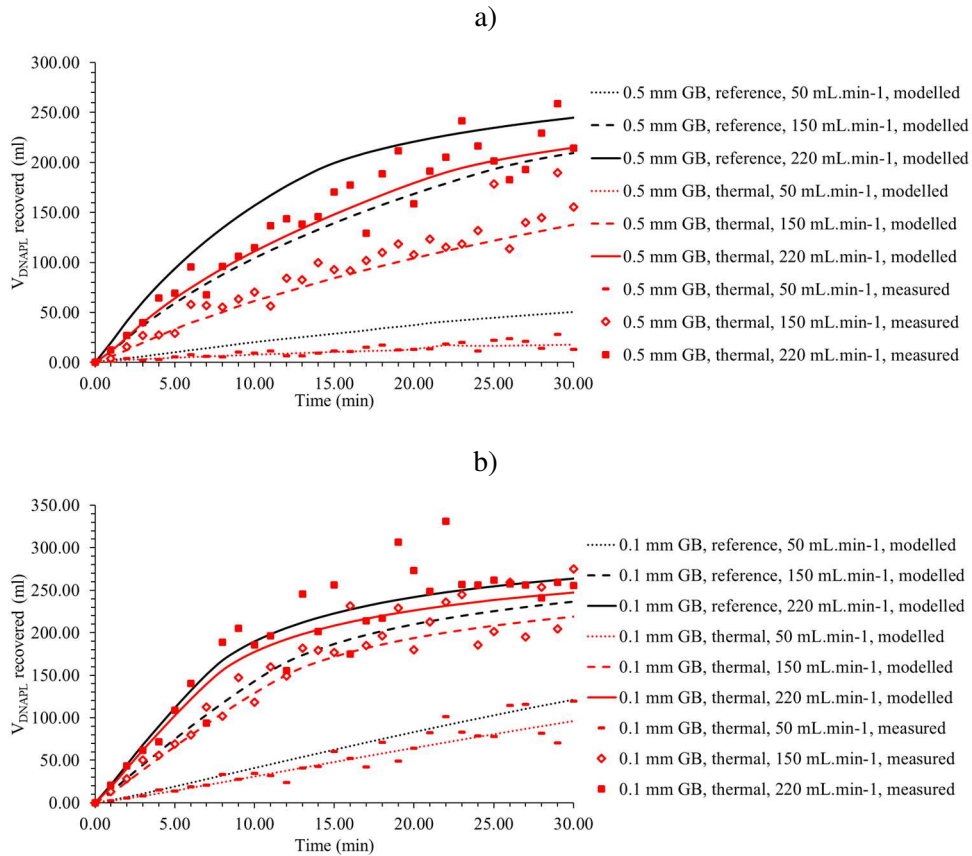 a)
300.00
250.00
200.00
150.00
100.00
50.00
0.00
V_DNAPL recoverd (ml)
0.00 5.00 10.00 15.00 20.00 25.00 30.00
Time (min)
0.5 mm GB, reference, 50 mL.min-1, modelled
0.5 mm GB, reference, 150 mL.min-1, modelled
0.5 mm GB, reference, 220 mL.min-1, modelled
0.5 mm GB, thermal, 50 mL.min-1, modelled
0.5 mm GB, thermal, 150 mL.min-1, modelled
0.5 mm GB, thermal, 220 mL.min-1, modelled
0.5 mm GB, thermal, 50 mL.min-1, measured
0.5 mm GB, thermal, 150 mL.min-1, measured
0.5 mm GB, thermal, 220 mL.min-1, measured
b)
350.00
300.00
250.00
200.00
150.00
100.00
50.00
0.00
V_DNAPL recovered (ml)
0.00 5.00 10.00 15.00 20.00 25.00 30.00
Time (min)
0.1 mm GB, reference, 50 mL.min-1, modelled
0.1 mm GB, reference, 150 mL.min-1, modelled
0.1 mm GB, reference, 220 mL.min-1, modelled
0.1 mm GB, thermal, 50 mL.min-1, modelled
0.1 mm GB, thermal, 150 mL.min-1, modelled
0.1 mm GB, thermal, 220 mL.min-1, modelled
0.1 mm GB, thermal, 50 mL.min-1, measured
0.1 mm GB, thermal, 150 mL.min-1, measured
0.1 mm GB, thermal, 220 mL.min-1, measured